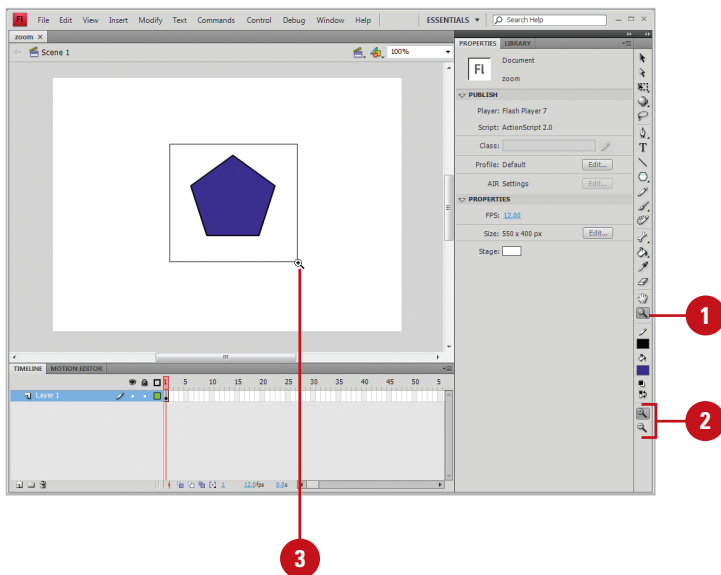 FL File Edit View Insert Modify Text Commands Control Debug Window Help ESSENTIALS Search Help
zoom ×
Scene 1 100%
PROPERTIES LIBRARY
FL Document
zoom
PUBLISH
Player: Flash Player 7
Script: ActionScript 2.0
Class:
Profile: Default Edit...
AIR Settings Edit...
PROPERTIES
FPS: 12.00
Size: 550 x 400 px Edit...
Stage:
T
1
2
TIMELINE MOTION EDITOR
1 5 10 15 20 25 30 35 40 45 50 5
Layer 1
1 12.0fps 0.0s
3